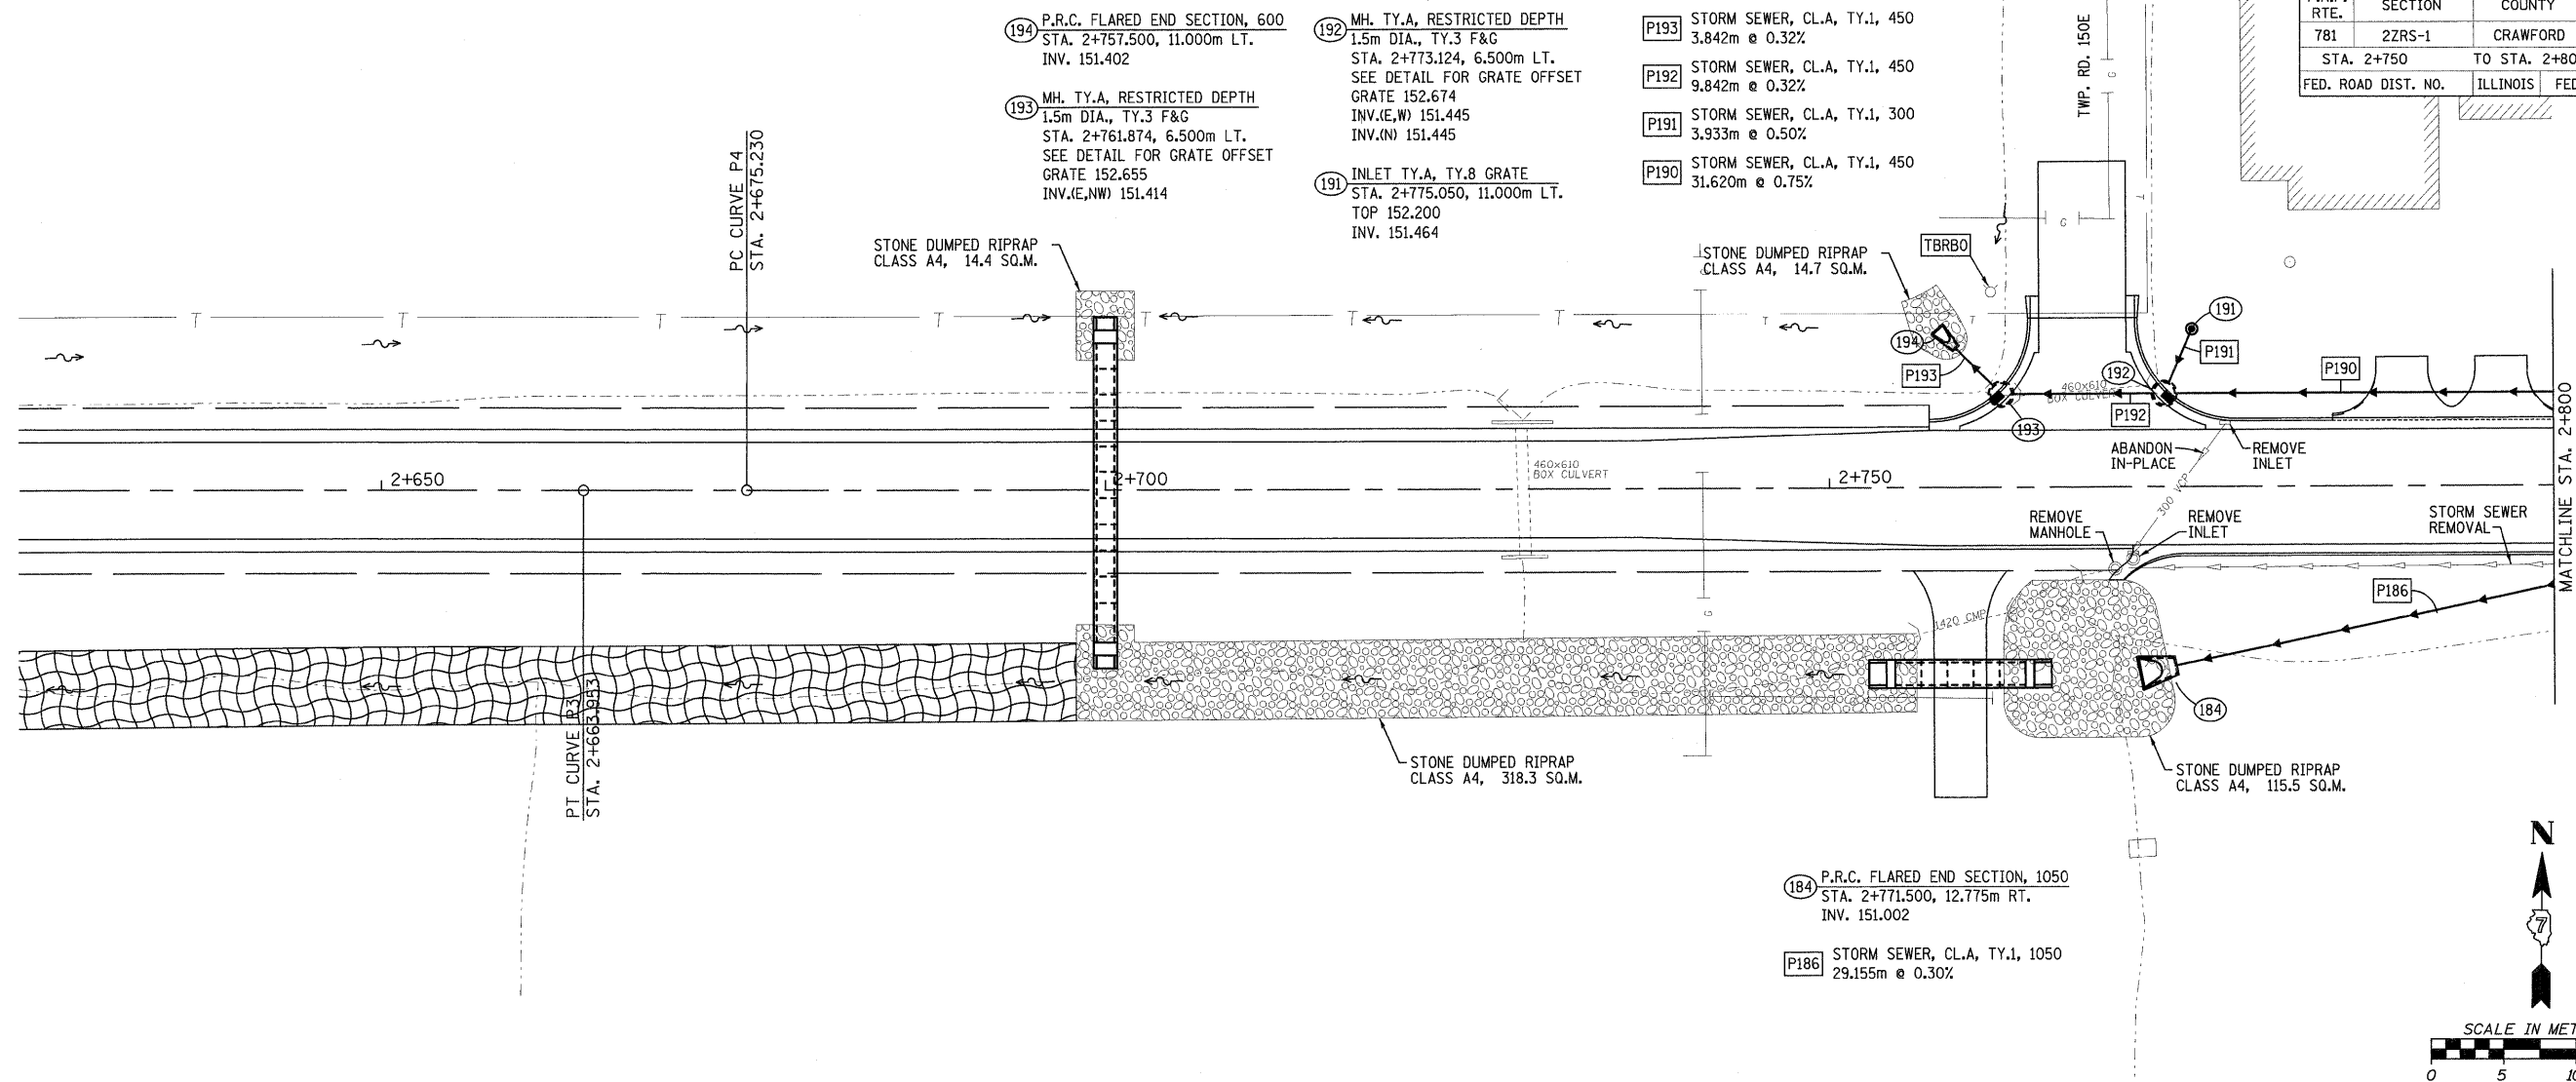 194 P.R.C. FLARED END SECTION, 600
STA. 2+757.500, 11.000m LT.
INV. 151.402
193 MH. TY.A, RESTRICTED DEPTH
1.5m DIA., TY.3 F&G
STA. 2+761.874, 6.500m LT.
SEE DETAIL FOR GRATE OFFSET
GRATE 152.655
INV.(E,NW) 151.414
192 MH. TY.A, RESTRICTED DEPTH
1.5m DIA., TY.3 F&G
STA. 2+773.124, 6.500m LT.
SEE DETAIL FOR GRATE OFFSET
GRATE 152.674
INV.(E,W) 151.445
INV.(N) 151.445
191 INLET TY.A, TY.8 GRATE
STA. 2+775.050, 11.000m LT.
TOP 152.200
INV. 151.464
P193 STORM SEWER, CL.A, TY.1, 450
3.842m @ 0.32%
P192 STORM SEWER, CL.A, TY.1, 450
9.842m @ 0.32%
P191 STORM SEWER, CL.A, TY.1, 300
3.933m @ 0.50%
P190 STORM SEWER, CL.A, TY.1, 450
31.620m @ 0.75%
TWP. RD. 150E
RTE. SECTION COUNTY
781 2ZRS-1 CRAWFORD
STA. 2+750 TO STA. 2+80
FED. ROAD DIST. NO. ILLINOIS FED
PC CURVE P4
STA. 2+675.230
STONE DUMPED RIPRAP
CLASS A4, 14.4 SQ.M.
STONE DUMPED RIPRAP
CLASS A4, 14.7 SQ.M.
TBRBO
G
G
T T T T T T T T T T
194
P193
193
460x610
BOX CULVERT
P192
192
191
P191
P190
ABANDON
IN-PLACE
REMOVE
INLET
2+650
2+700
2+750
460x610
BOX CULVERT
300 VCP
REMOVE
MANHOLE
REMOVE
INLET
STORM SEWER
REMOVAL
MATCHLINE STA. 2+800
P186
G
1420 CMP
184
PT CURVE P3
STA. 2+663.953
STONE DUMPED RIPRAP
CLASS A4, 318.3 SQ.M.
STONE DUMPED RIPRAP
CLASS A4, 115.5 SQ.M.
184 P.R.C. FLARED END SECTION, 1050
STA. 2+771.500, 12.775m RT.
INV. 151.002
P186 STORM SEWER, CL.A, TY.1, 1050
29.155m @ 0.30%
N
7
SCALE IN MET
0 5 10